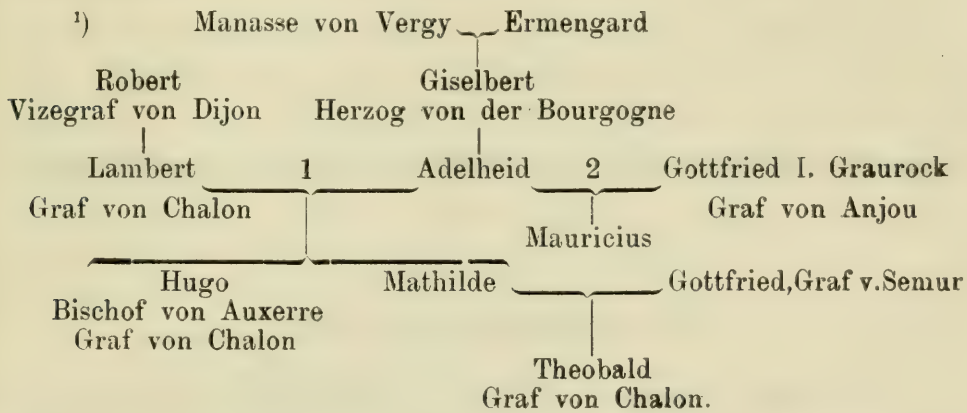 ¹) Manasse von Vergy Ermengard
Robert Giselbert
Vizegraf von Dijon Herzog von der Bourgogne
Lambert 1 Adelheid 2 Gottfried I. Graurock
Graf von Chalon Graf von Anjou
Mauricius
Hugo Mathilde Gottfried, Graf v. Semur
Bischof von Auxerre
Graf von Chalon
Theobald
Graf von Chalon.